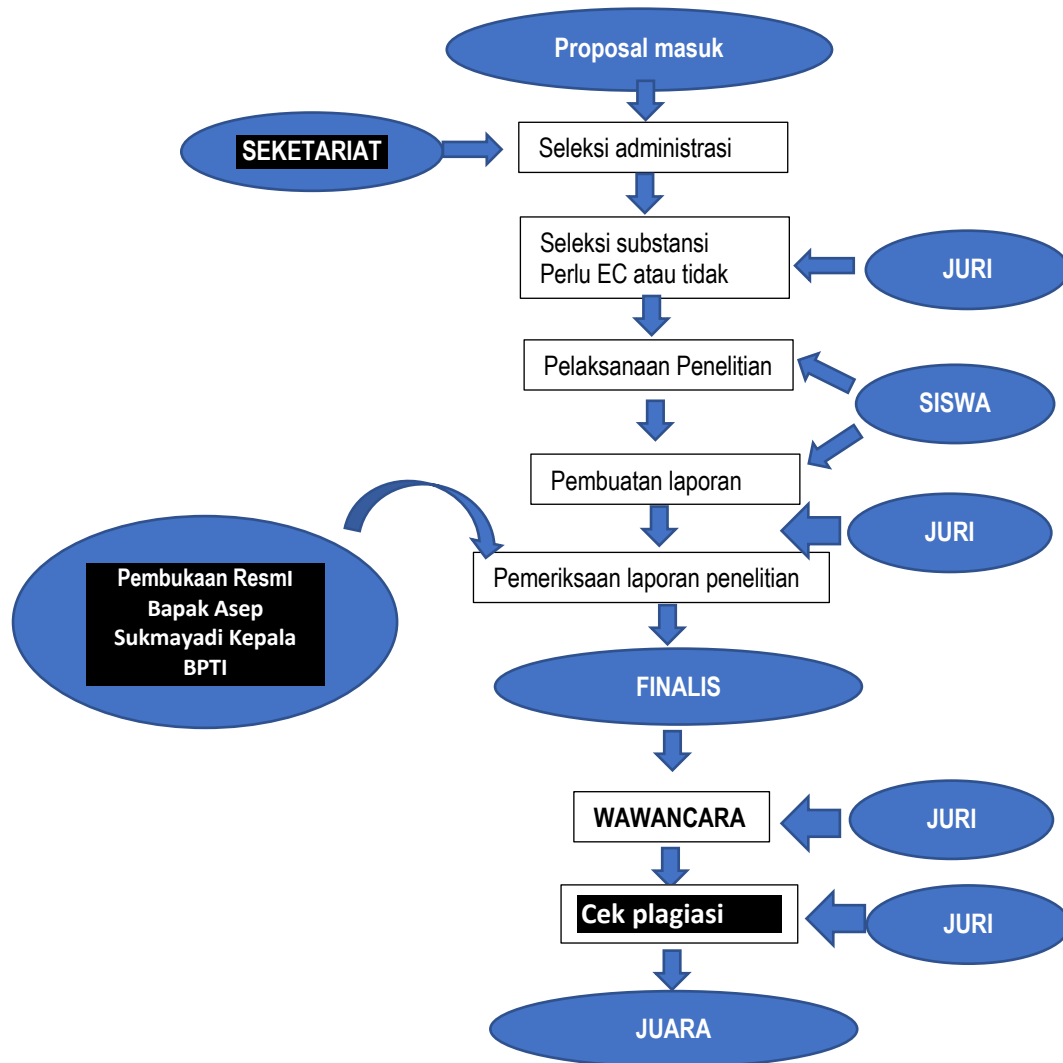 Proposal masuk
SEKETARIAT
Seleksi administrasi
Seleksi substansi
Perlu EC atau tidak
JURI
Pelaksanaan Penelitian
SISWA
Pembuatan laporan
JURI
Pembukaan Resmi
Bapak Asep
Sukmayadi Kepala
BPTI
Pemeriksaan laporan penelitian
FINALIS
WAWANCARA
JURI
Cek plagiasi
JURI
JUARA